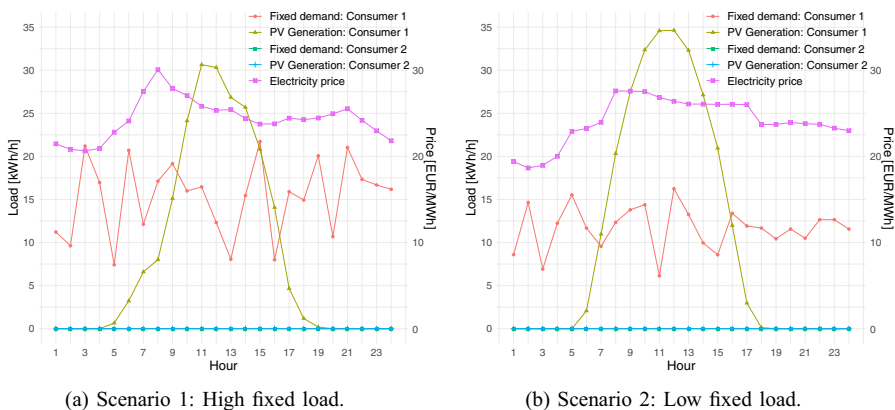 Fixed demand: Consumer 1
PV Generation: Consumer 1
Fixed demand: Consumer 2
PV Generation: Consumer 2
Electricity price
35
30
25
20
15
10
5
0
Load [kWh/h]
30
20
10
0
Price [EUR/MWh]
1 3 5 7 9 11 13 15 17 19 21 23
Hour
(a) Scenario 1: High fixed load.
Fixed demand: Consumer 1
PV Generation: Consumer 1
Fixed demand: Consumer 2
PV Generation: Consumer 2
Electricity price
35
30
25
20
15
10
5
0
Load [kWh/h]
30
20
10
0
Price [EUR/MWh]
1 3 5 7 9 11 13 15 17 19 21 23
Hour
(b) Scenario 2: Low fixed load.